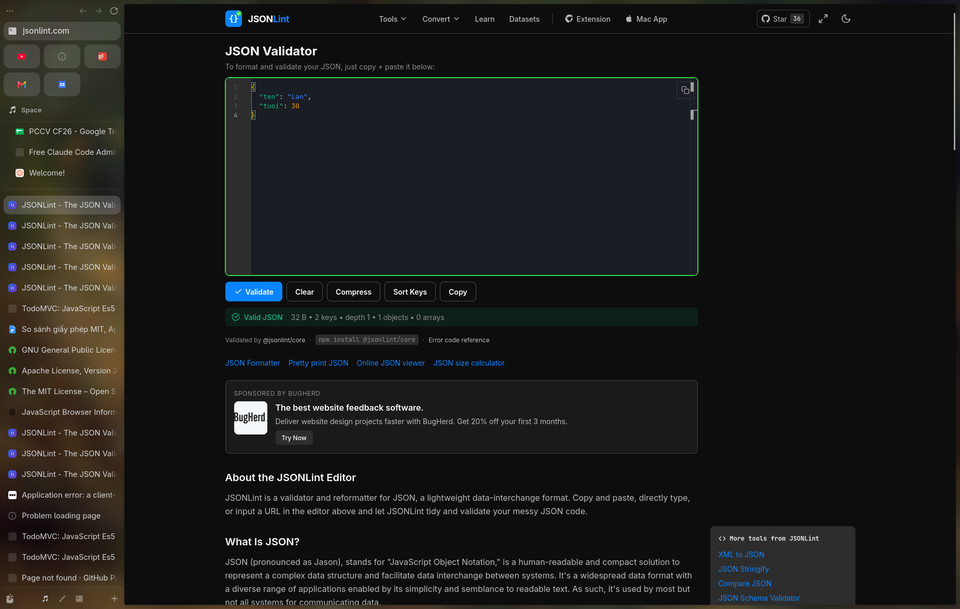 jsonlint.com
Space
PCCV CF26 - Google Tr
Free Claude Code Admi
Welcome!
JSONLint - The JSON Vali
JSONLint - The JSON Vali
JSONLint - The JSON Vali
JSONLint - The JSON Vali
JSONLint - The JSON Vali
TodoMVC: JavaScript Es5
So sánh giấy phép MIT, Ap
GNU General Public Licen
Apache License, Version 2
The MIT License – Open S
JavaScript Browser Inform
JSONLint - The JSON Vali
JSONLint - The JSON Vali
JSONLint - The JSON Vali
Application error: a client-
Problem loading page
TodoMVC: JavaScript Es5
TodoMVC: JavaScript Es5
Page not found · GitHub P
JSONLint
Tools
Convert
Learn
Datasets
Extension
Mac App
Star 36
JSON Validator
To format and validate your JSON, just copy + paste it below:
1 {
2 "ten": "Lan",
3 "tuoi": 30
4 }
Validate
Clear
Compress
Sort Keys
Copy
Valid JSON 32 B • 2 keys • depth 1 • 1 objects • 0 arrays
Validated by @jsonlint/core · npm install @jsonlint/core · Error code reference
JSON Formatter Pretty print JSON Online JSON viewer JSON size calculator
SPONSORED BY BUGHERD
BugHerd
The best website feedback software.
Deliver website design projects faster with BugHerd. Get 20% off your first 3 months.
Try Now
About the JSONLint Editor
JSONLint is a validator and reformatter for JSON, a lightweight data-interchange format. Copy and paste, directly type,
or input a URL in the editor above and let JSONLint tidy and validate your messy JSON code.
What Is JSON?
JSON (pronounced as Jason), stands for "JavaScript Object Notation," is a human-readable and compact solution to
represent a complex data structure and facilitate data interchange between systems. It's a widespread data format with
a diverse range of applications enabled by its simplicity and semblance to readable text. As such, it's used by most but
not all systems for communicating data.
<> More tools from JSONLint
XML to JSON
JSON Stringify
Compare JSON
JSON Schema Validator